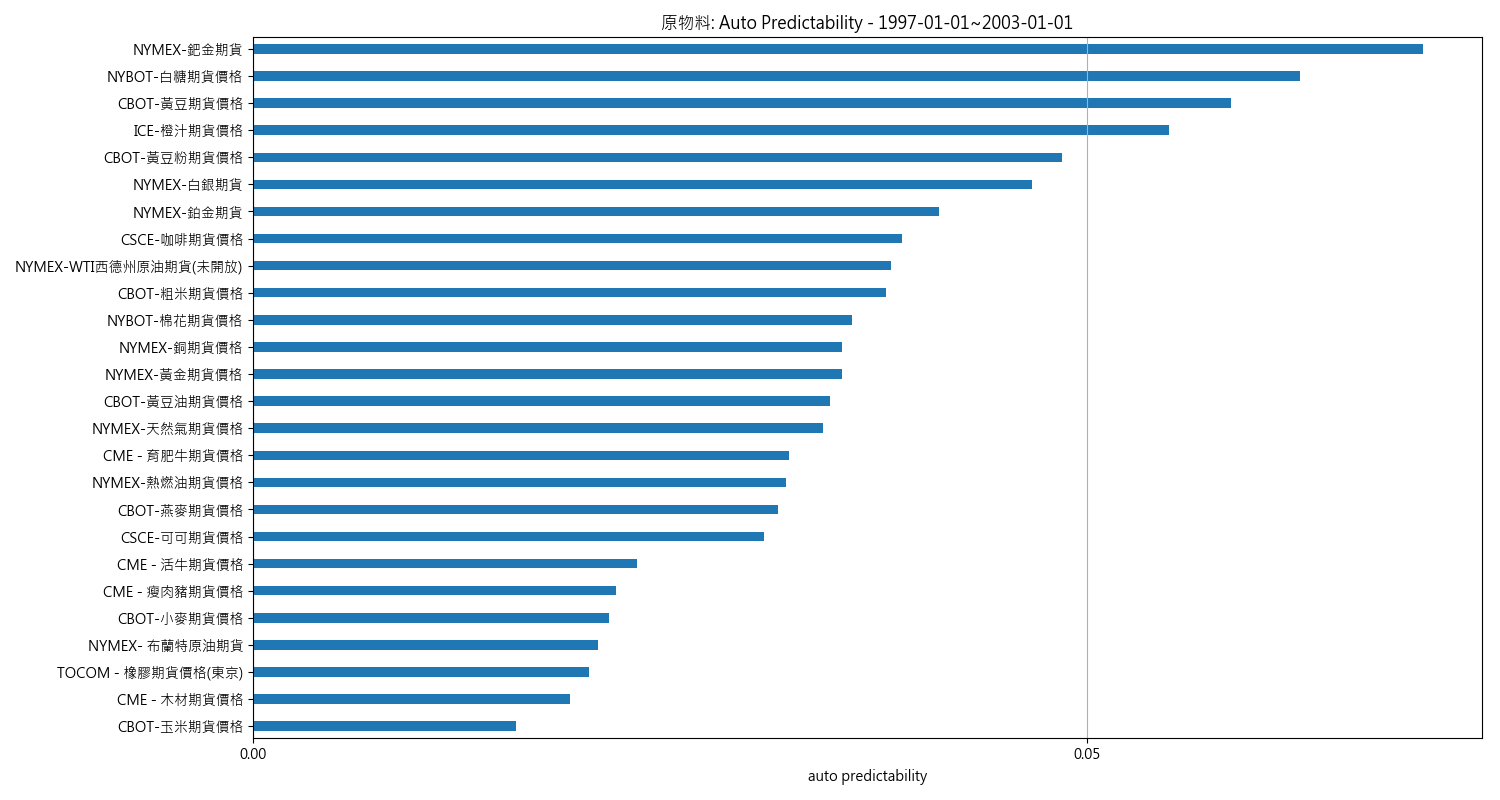 原物料: Auto Predictability - 1997-01-01~2003-01-01
NYMEX-鈀金期貨
NYBOT-白糖期貨價格
CBOT-黃豆期貨價格
ICE-橙汁期貨價格
CBOT-黃豆粉期貨價格
NYMEX-白銀期貨
NYMEX-鉑金期貨
CSCE-咖啡期貨價格
NYMEX-WTI西德州原油期貨(未開放)
CBOT-粗米期貨價格
NYBOT-棉花期貨價格
NYMEX-銅期貨價格
NYMEX-黃金期貨價格
CBOT-黃豆油期貨價格
NYMEX-天然氣期貨價格
CME - 育肥牛期貨價格
NYMEX-熱燃油期貨價格
CBOT-燕麥期貨價格
CSCE-可可期貨價格
CME - 活牛期貨價格
CME - 瘦肉豬期貨價格
CBOT-小麥期貨價格
NYMEX- 布蘭特原油期貨
TOCOM - 橡膠期貨價格(東京)
CME - 木材期貨價格
CBOT-玉米期貨價格
0.00 0.05
auto predictability